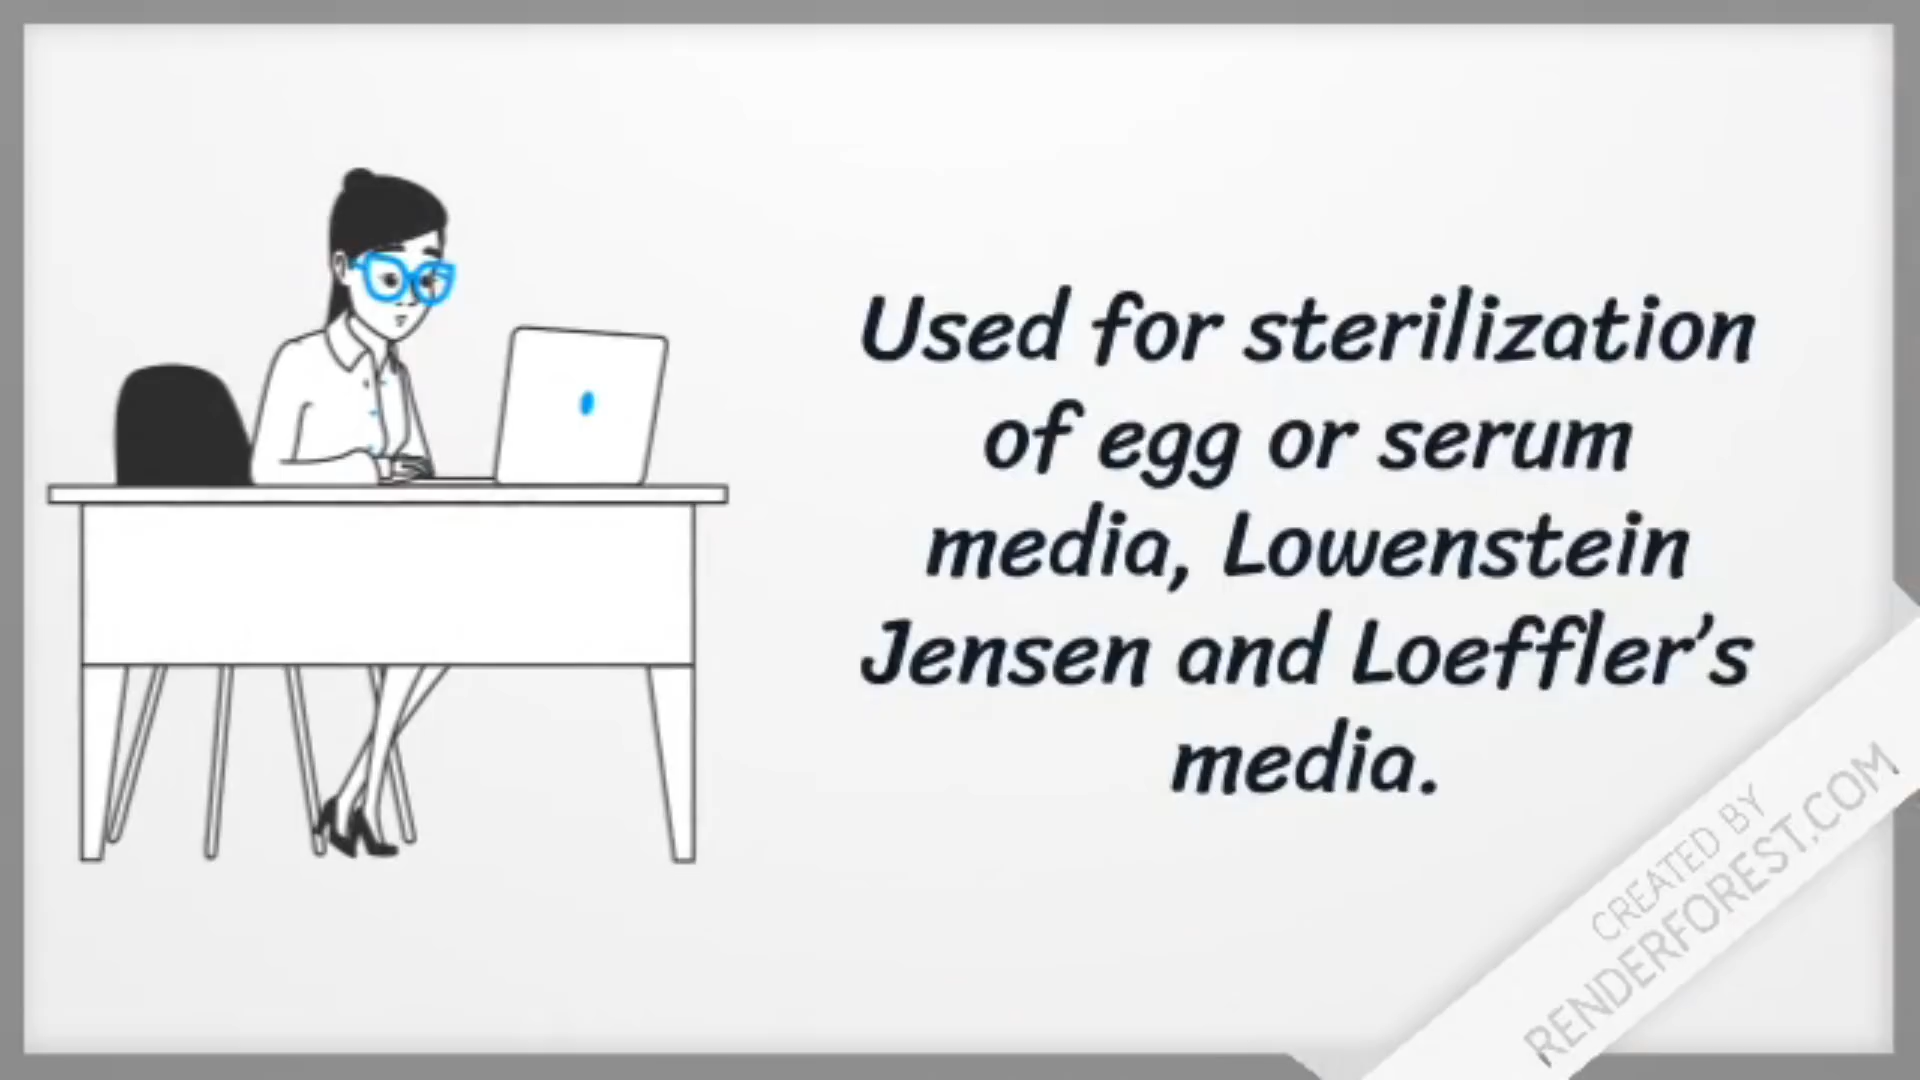 Used for sterilization
of egg or serum
media, Lowenstein
Jensen and Loeffler’s
media.
CREATED BY
RENDERFOREST.COM